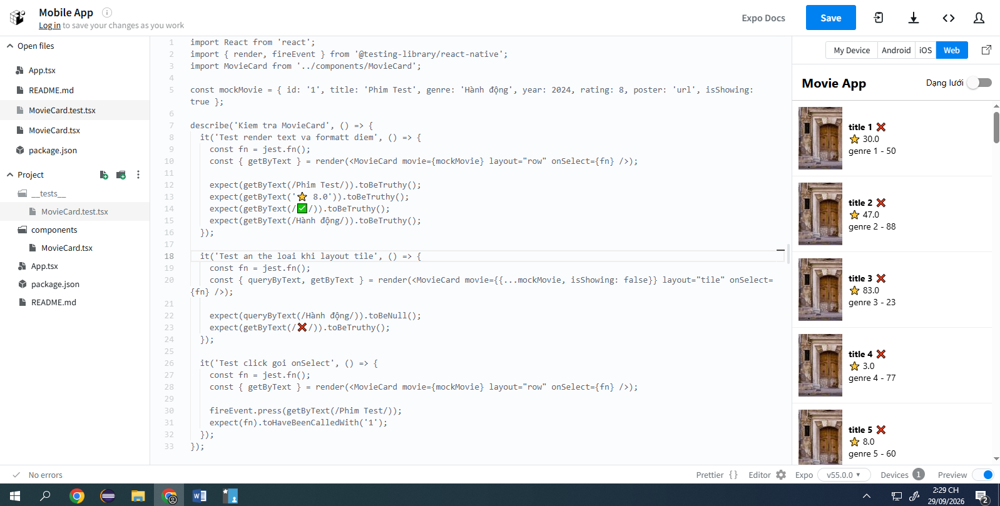 Mobile App
Log in to save your changes as you work
Expo Docs
Save
Open files
App.tsx
README.md
MovieCard.test.tsx
MovieCard.tsx
package.json
Project
__tests__
MovieCard.test.tsx
components
MovieCard.tsx
App.tsx
package.json
README.md
1 import React from 'react';
2 import { render, fireEvent } from '@testing-library/react-native';
3 import MovieCard from '../components/MovieCard';
4
5 const mockMovie = { id: '1', title: 'Phim Test', genre: 'Hành động', year: 2024, rating: 8, poster: 'url', isShowing:
true };
6
7 describe('Kiem tra MovieCard', () => {
8 it('Test render text va formatt diem', () => {
9 const fn = jest.fn();
10 const { getByText } = render(<MovieCard movie={mockMovie} layout="row" onSelect={fn} />);
11
12 expect(getByText(/Phim Test/)).toBeTruthy();
13 expect(getByText('⭐ 8.0')).toBeTruthy();
14 expect(getByText(/✅/)).toBeTruthy();
15 expect(getByText(/Hành động/)).toBeTruthy();
16 });
17
18 it('Test an the loai khi layout tile', () => {
19 const fn = jest.fn();
20 const { queryByText, getByText } = render(<MovieCard movie={{...mockMovie, isShowing: false}} layout="tile" onSelect=
{fn} />);
21
22 expect(queryByText(/Hành động/)).toBeNull();
23 expect(getByText(/❌/)).toBeTruthy();
24 });
25
26 it('Test click goi onSelect', () => {
27 const fn = jest.fn();
28 const { getByText } = render(<MovieCard movie={mockMovie} layout="row" onSelect={fn} />);
29
30 fireEvent.press(getByText(/Phim Test/));
31 expect(fn).toHaveBeenCalledWith('1');
32 });
33 });
My Device
Android
iOS
Web
Movie App
Dạng lưới
title 1 ❌
⭐ 30.0
genre 1 - 50
title 2 ❌
⭐ 47.0
genre 2 - 88
title 3 ❌
⭐ 83.0
genre 3 - 23
title 4 ❌
⭐ 3.0
genre 4 - 77
title 5 ❌
⭐ 8.0
genre 5 - 60
No errors
Prettier { }
Editor
Expo
v55.0.0
Devices 1
Preview
2:29 CH
29/09/2026
2